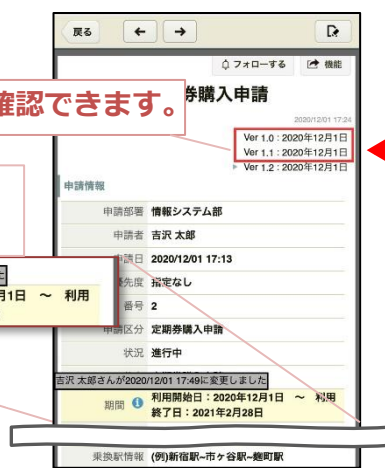 戻る
フォローする
機能
確認できます。
券購入申請
2020/12/01 17:24
Ver 1.0 : 2020年12月1日
Ver 1.1 : 2020年12月1日
Ver 1.2 : 2020年12月1日
申請情報
申請部署 情報システム部
申請者 吉沢 太郎
申請日 2020/12/01 17:13
優先度 指定なし
た
月1日 ～ 利用
番号 2
申請区分 定期券購入申請
状況 進行中
吉沢 太郎さんが2020/12/01 17:49に変更しました
期間 利用開始日：2020年12月1日 ～ 利用
終了日：2021年2月28日
乗換駅情報 (例)新宿駅~市ヶ谷駅~麹町駅